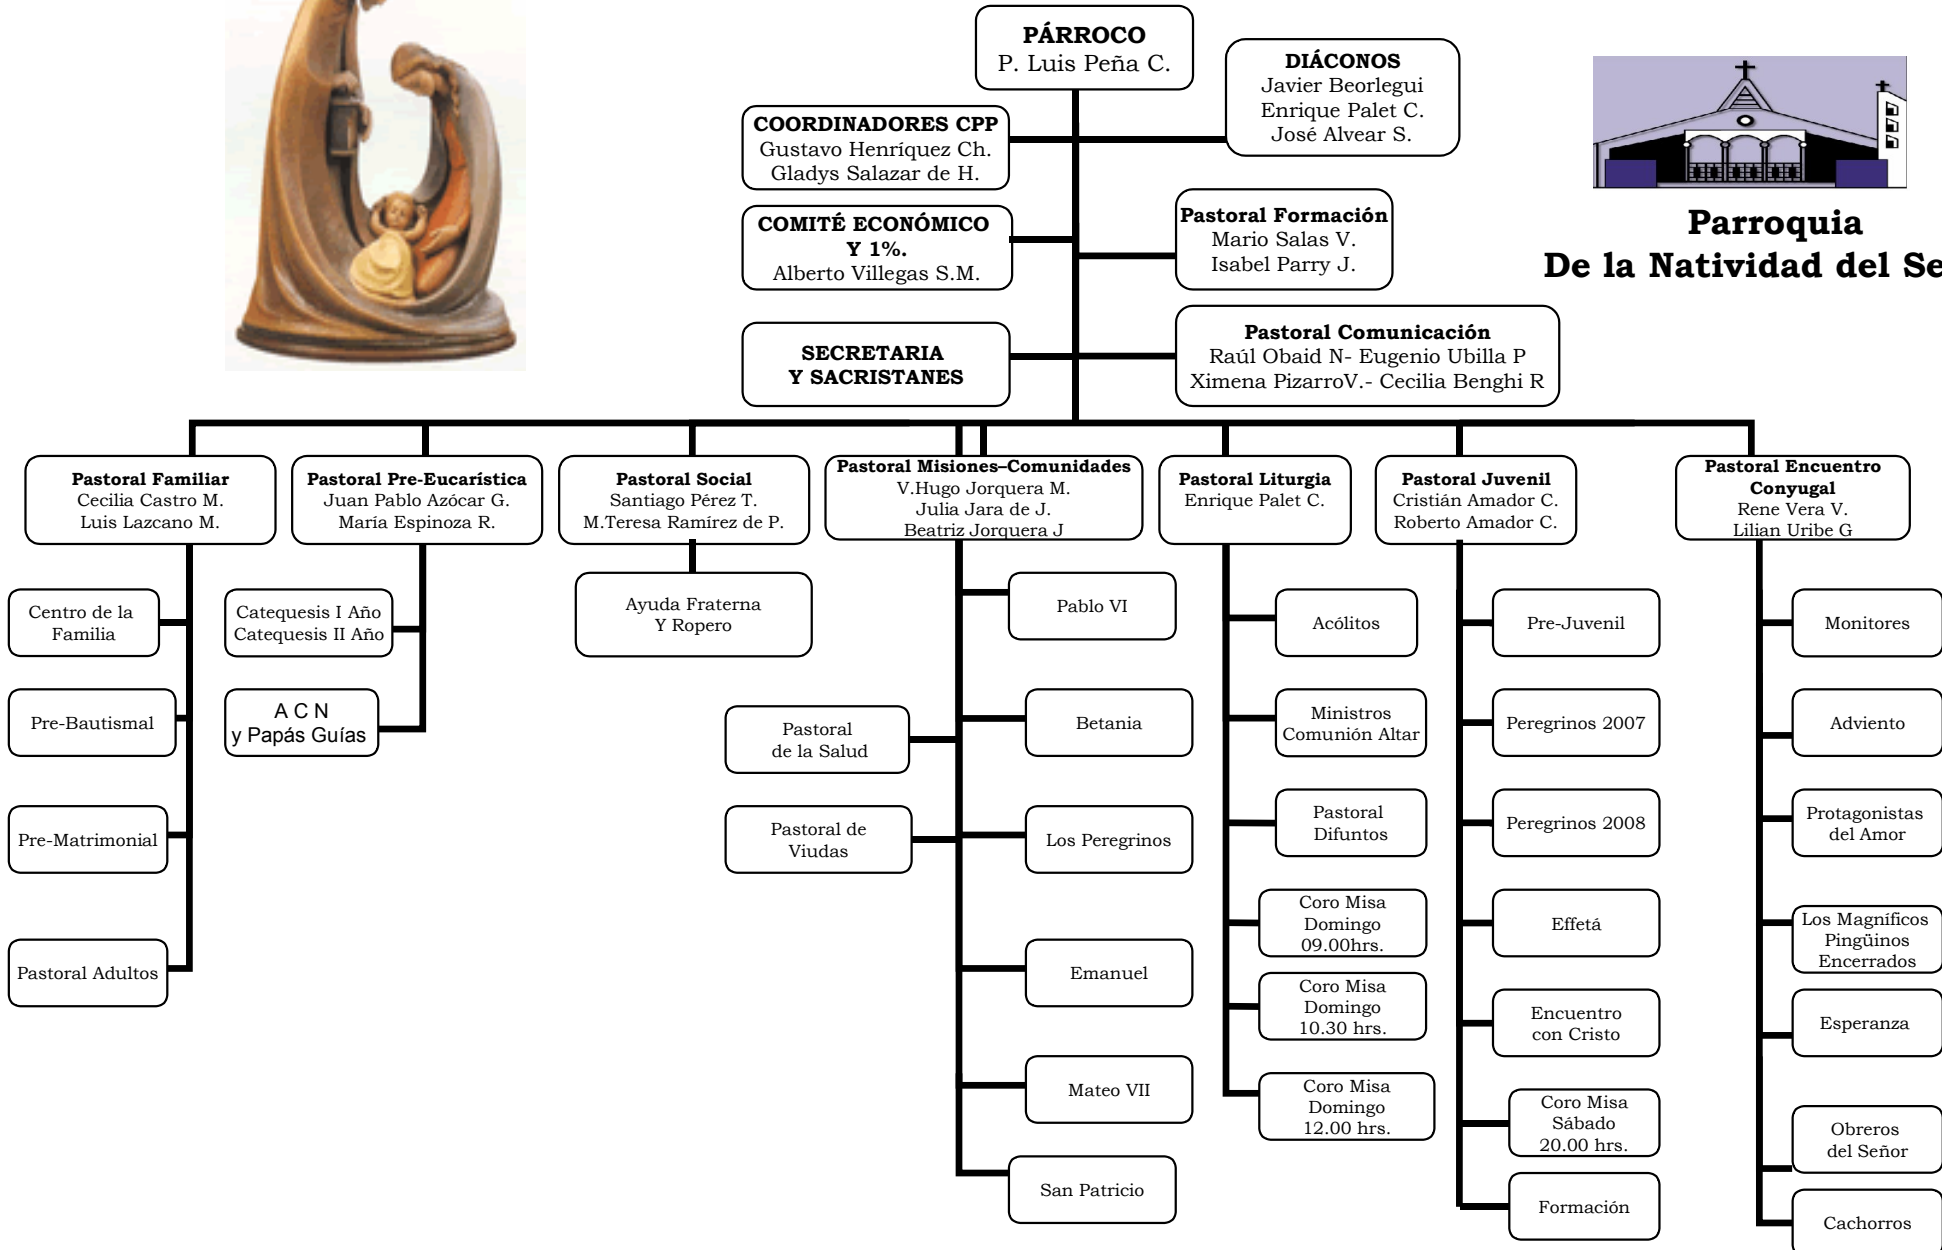 PÁRROCO
P. Luis Peña C.
DIÁCONOS
Javier Beorlegui
Enrique Palet C.
José Alvear S.
COORDINADORES CPP
Gustavo Henríquez Ch.
Gladys Salazar de H.
COMITÉ ECONÓMICO
Y 1%.
Alberto Villegas S.M.
Pastoral Formación
Mario Salas V.
Isabel Parry J.
Parroquia
De la Natividad del
SECRETARIA
Y SACRISTANES
Pastoral Comunicación
Raúl Obaid N- Eugenio Ubilla P
Ximena PizarroV.- Cecilia Benghi R
Pastoral Familiar
Cecilia Castro M.
Luis Lazcano M.
Pastoral Pre-Eucarística
Juan Pablo Azócar G.
María Espinoza R.
Pastoral Social
Santiago Pérez T.
M.Teresa Ramírez de P.
Pastoral Misiones–Comunidades
V.Hugo Jorquera M.
Julia Jara de J.
Beatriz Jorquera J
Pastoral Liturgia
Enrique Palet C.
Pastoral Juvenil
Cristián Amador C.
Roberto Amador C.
Pastoral Encuentro
Conyugal
Rene Vera V.
Lilian Uribe G
Centro de la
Familia
Pre-Bautismal
Pre-Matrimonial
Pastoral Adultos
Catequesis I Año
Catequesis II Año
A C N
y Papás Guías
Ayuda Fraterna
Y Ropero
Pastoral
de la Salud
Pastoral de
Viudas
Pablo VI
Betania
Los Peregrinos
Emanuel
Mateo VII
San Patricio
Acólitos
Ministros
Comunión Altar
Pastoral
Difuntos
Coro Misa
Domingo
09.00hrs.
Coro Misa
Domingo
10.30 hrs.
Coro Misa
Domingo
12.00 hrs.
Pre-Juvenil
Peregrinos 2007
Peregrinos 2008
Effetá
Encuentro
con Cristo
Coro Misa
Sábado
20.00 hrs.
Formación
Monitores
Adviento
Protagonistas
del Amor
Los Magníficos
Pingüinos
Encerrados
Esperanza
Obreros
del Señor
Cachorros